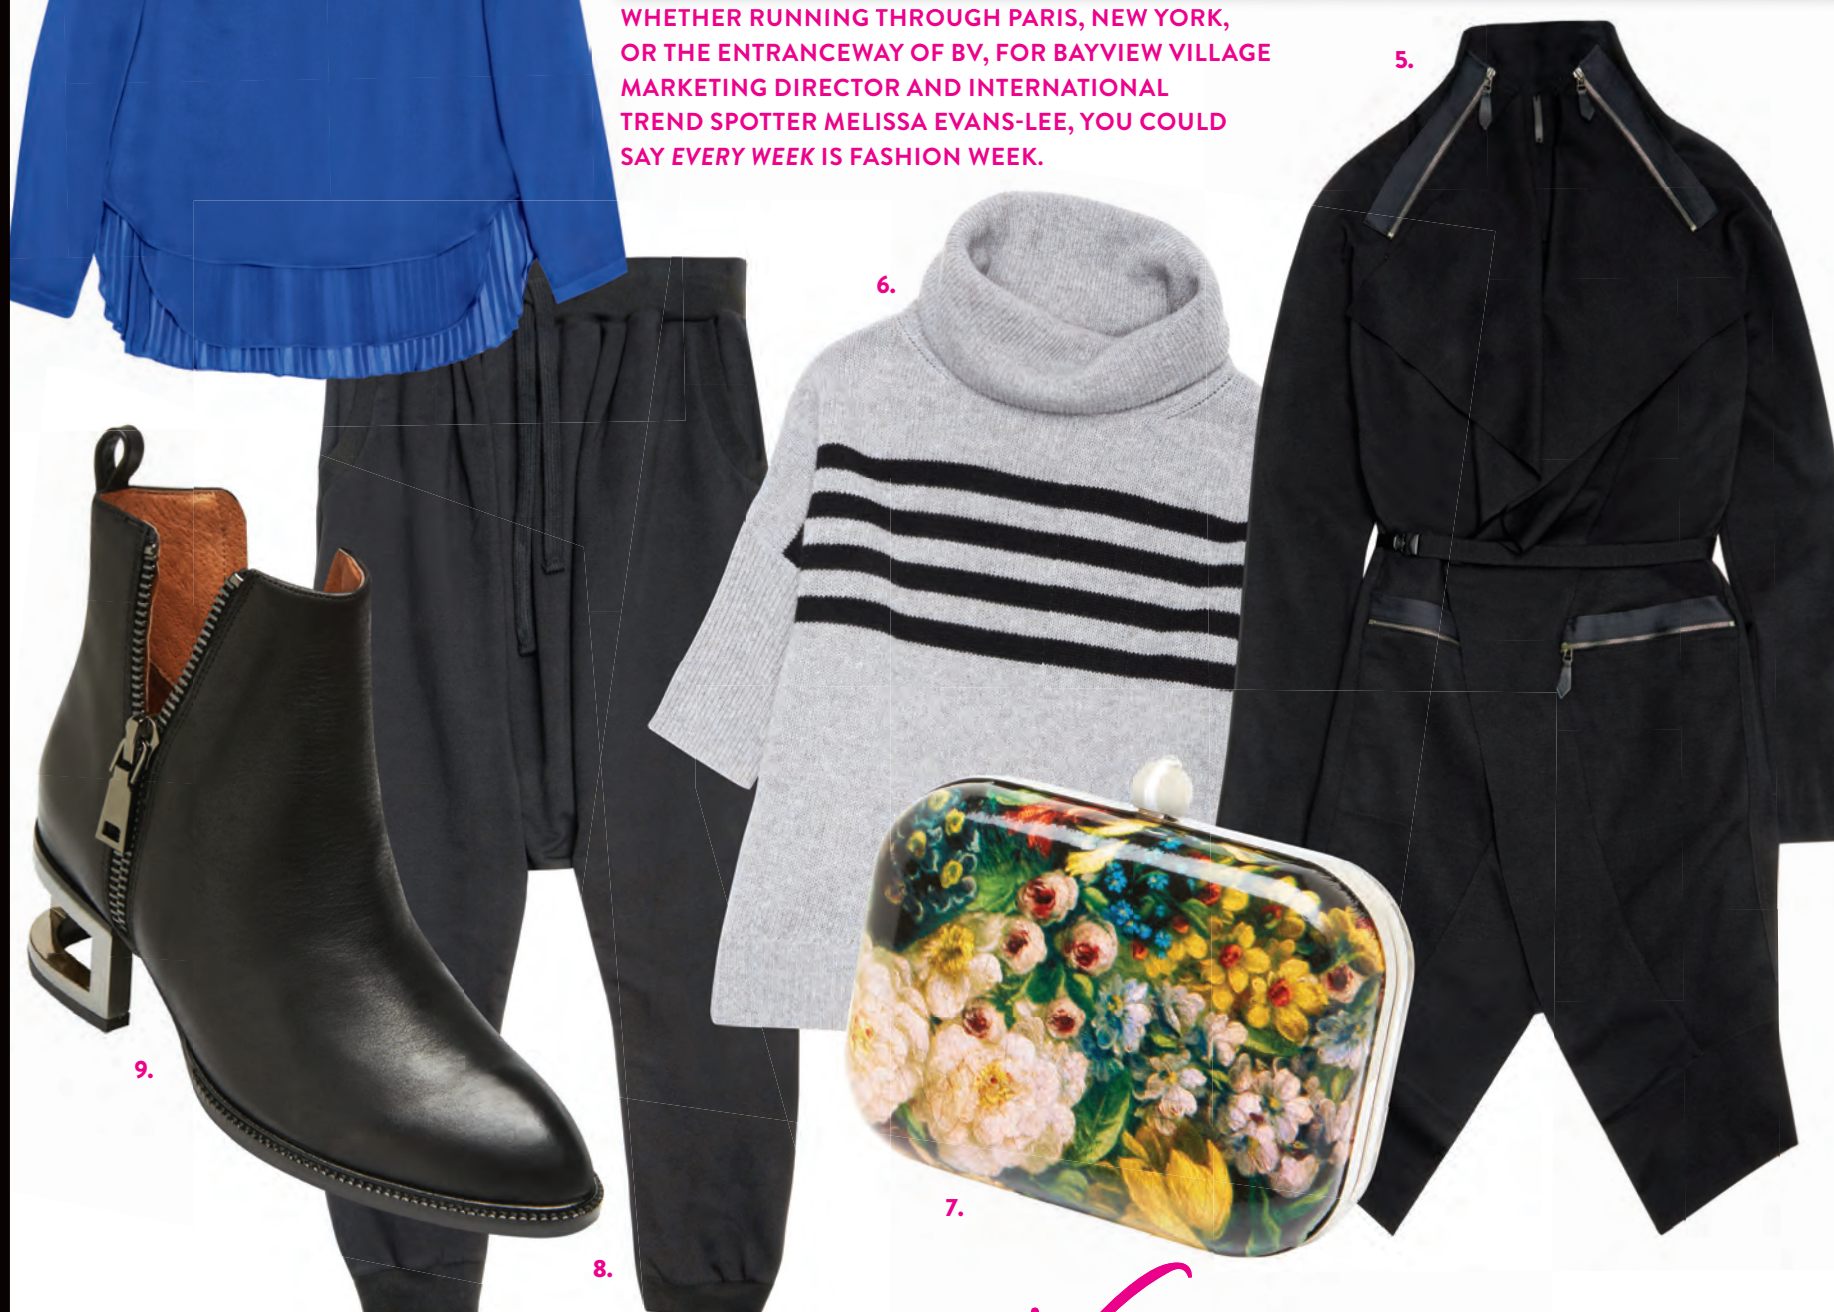 WHETHER RUNNING THROUGH PARIS, NEW YORK,
OR THE ENTRANCEWAY OF BV, FOR BAYVIEW VILLAGE
MARKETING DIRECTOR AND INTERNATIONAL
TREND SPOTTER MELISSA EVANS-LEE, YOU COULD
SAY EVERY WEEK IS FASHION WEEK.
5.
6.
9.
7.
8.